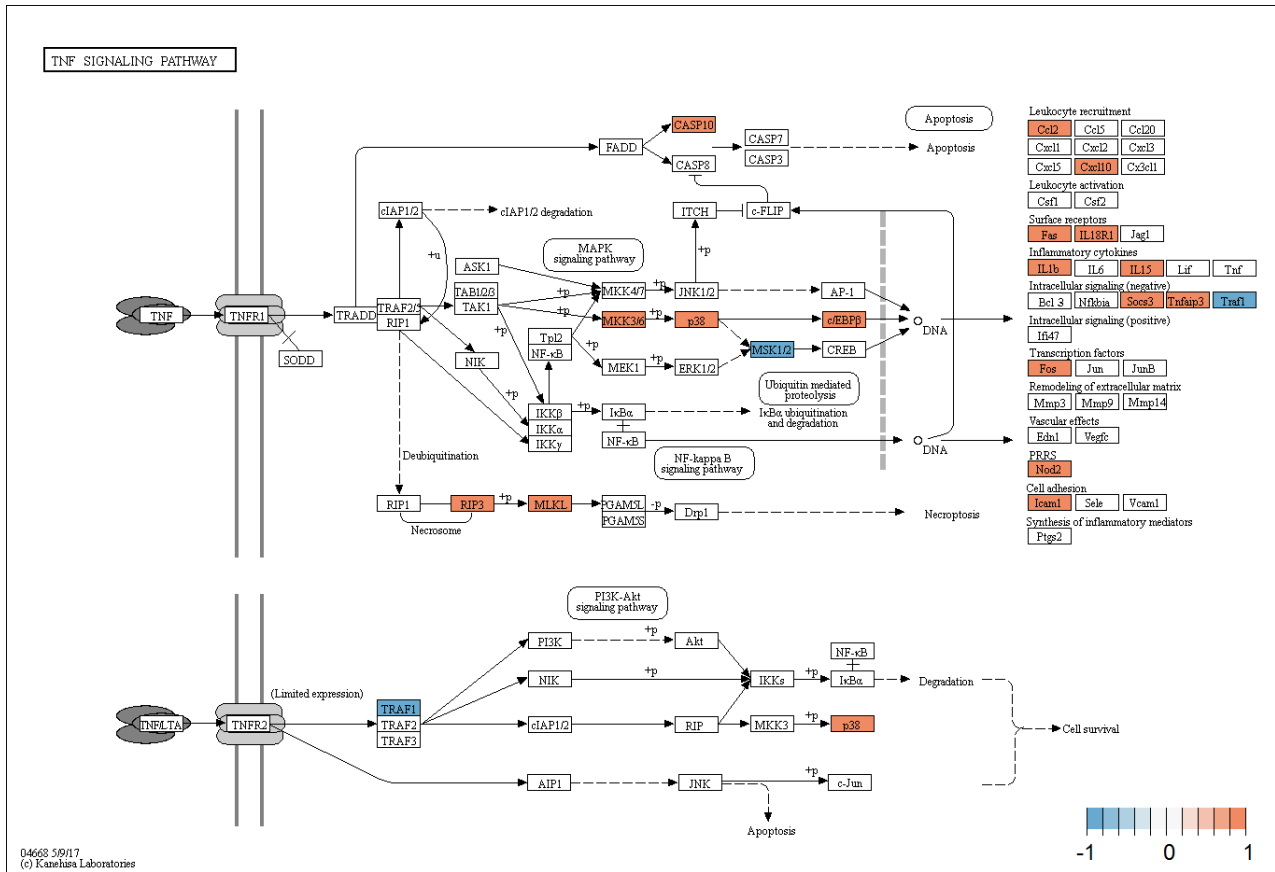 TNF SIGNALING PATHWAY
CASP10
FADD
CASP7
CASP3
CASP8
Apoptosis
Apoptosis
cIAP1/2
cIAP1/2 degradation
ITCH
c-FLIP
+u
+p
MAPK
signaling pathway
ASK1
TAB1/2/3
TAK1
+p
+p
MKK4/7
+p
JNK1/2
AP-1
TNF
TNFR1
SODD
TRADD
TRAF2/5
RIP1
+p
+p
MKK3/6
+p
p38
c/EBPβ
DNA
Tpl2
NF-κB
MSK1/2
CREB
NIK
MEK1
+p
ERK1/2
+p
Ubiquitin mediated
proteolysis
IKKβ
IKKα
IKKγ
+p
IκBα
NF-κB
IκBα ubiquitination
and degradation
DNA
NF-kappa B
signaling pathway
Deubiquitination
RIP1
RIP3
+p
MLKL
PGAM5L
PGAM5S
-p
Drp1
Necroptosis
Necrosome
Leukocyte recruitment
Ccl2 Ccl5 Ccl20
Cxcl1 Cxcl2 Cxcl3
Cxcl5 Cxcl10 Cx3cl1
Leukocyte activation
Csf1 Csf2
Surface receptors
Fas IL18R1 Jag1
Inflammatory cytokines
IL1b IL6 IL15 Lif Tnf
Intracellular signaling (negative)
Bcl 3 Nfkbia Socs3 Tnfaip3 Traf1
Intracellular signaling (positive)
Ifi47
Transcription factors
Fos Jun JunB
Remodeling of extracellular matrix
Mmp3 Mmp9 Mmp14
Vascular effects
Edn1 Vegfc
PRRS
Nod2
Cell adhesion
Icam1 Sele Vcam1
Synthesis of inflammatory mediators
Ptgs2
PI3K-Akt
signaling pathway
PI3K
+p
Akt
NF-κB
NIK
+p
IKKs
+p
IκBα
Degradation
(Limited expression)
TNF/LTA
TNFR2
TRAF1
TRAF2
TRAF3
cIAP1/2
RIP
MKK3
+p
p38
Cell survival
AIP1
JNK
+p
c-Jun
Apoptosis
-1 0 1
04668 5/9/17
(c) Kanehisa Laboratories